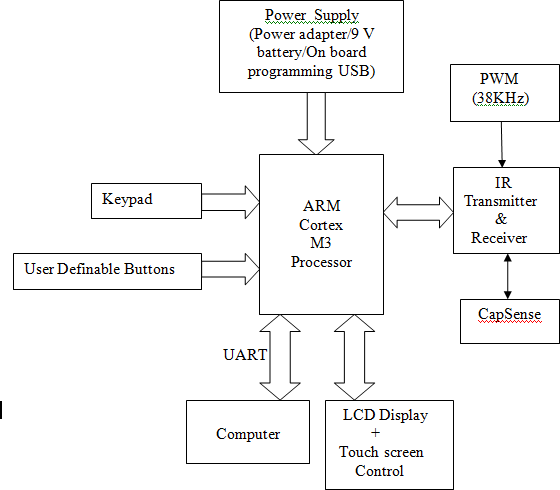 Power Supply
(Power adapter/9 V
battery/On board
programming USB)
PWM
(38KHz)
Keypad
ARM
Cortex
M3
Processor
IR
Transmitter
&
Receiver
User Definable Buttons
CapSense
UART
Computer
LCD Display
+
Touch screen
Control